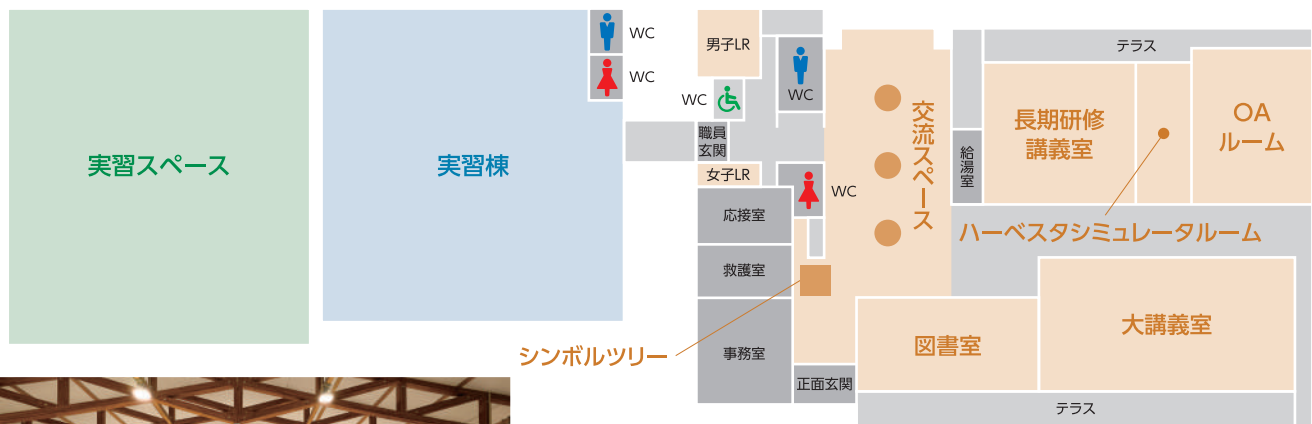 実習スペース
実習棟
WC
WC
男子LR
WC
WC
職員
玄関
女子LR
WC
応接室
救護室
事務室
シンボルツリー
正面玄関
交流スペース
給湯室
テラス
長期研修
講義室
OA
ルーム
ハーベスタシミュレータルーム
図書室
大講義室
テラス